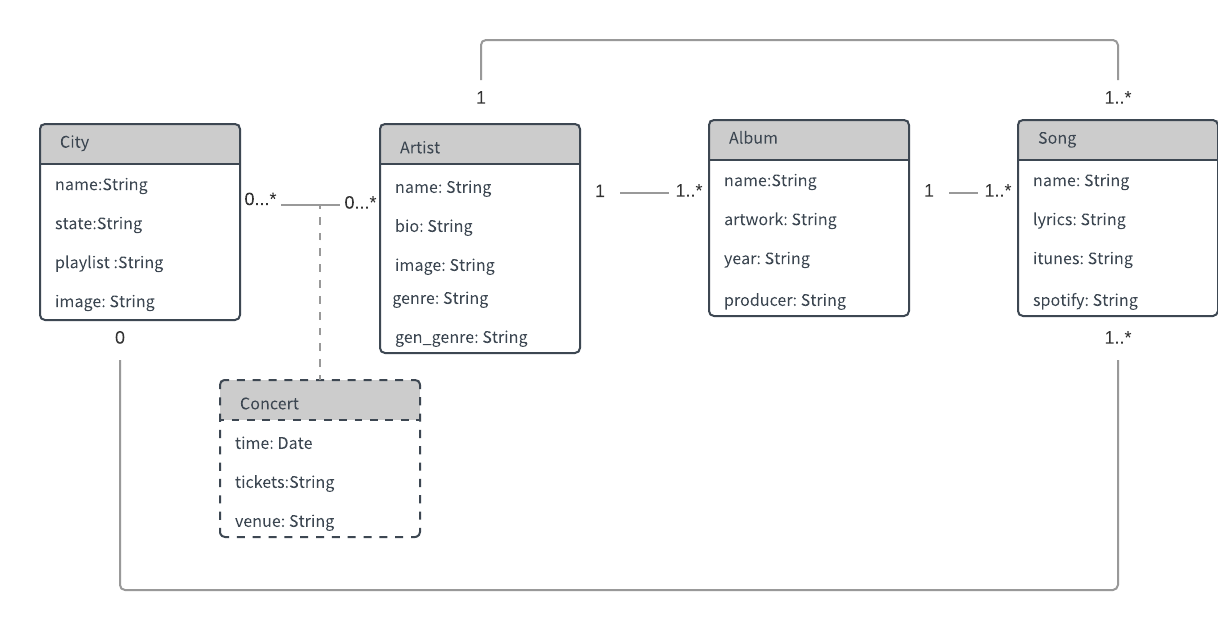 1
1..*
City
name:String
state:String
playlist :String
image: String
0...*
0...*
Artist
name: String
bio: String
image: String
genre: String
gen_genre: String
1
1..*
Album
name:String
artwork: String
year: String
producer: String
1
1..*
Song
name: String
lyrics: String
itunes: String
spotify: String
0
1..*
Concert
time: Date
tickets:String
venue: String